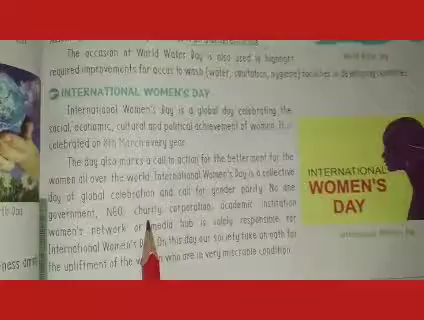 The occasion of World Water Day is also used to highlight
required improvements for access to wash (water, sanitation, hygiene) facilities in developing countries.
INTERNATIONAL WOMEN'S DAY
International Women's Day is a global day celebrating the
social, economic, cultural and political achievement of women. It is
celebrated on 8th March every year.
The day also marks a call to action for the betterment for the
women all over the world. International Women's Day is a collective
day of global celebration and call for gender parity. No one
government, NGO, charity corporation, academic institution
women's network or media hub is solely responsible for
International Women's On this day our society take an oath for
the upliftment of the who are in very miserable condition.
INTERNATIONAL
WOMEN'S
DAY
International Women's Day